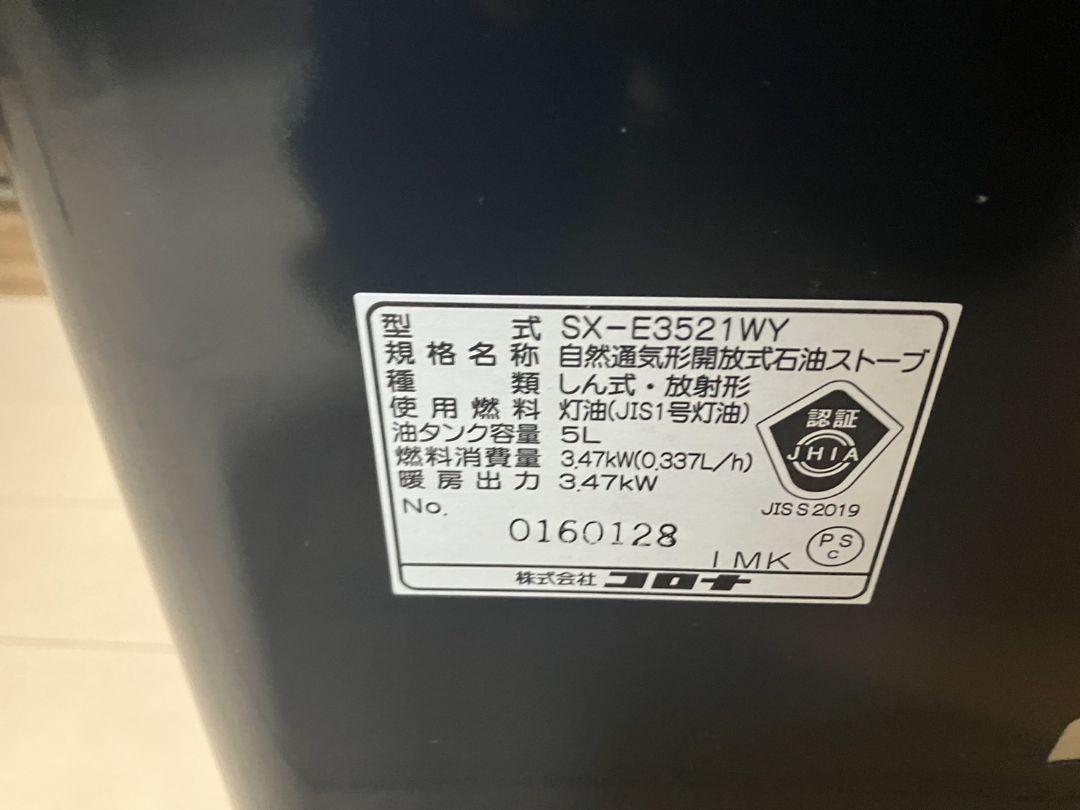 型式 SX-E3521WY
規格名称 自然通気形開放式石油ストーブ
種類 しん式・放射形
使用燃料 灯油(JIS1号灯油)
油タンク容量 5L
燃料消費量 3.47kW(0.337L/h)
暖房出力 3.47kW
認証
JHIA
JIS S 2019
No. 0160128
1MK
PS
C
株式会社 コロナ